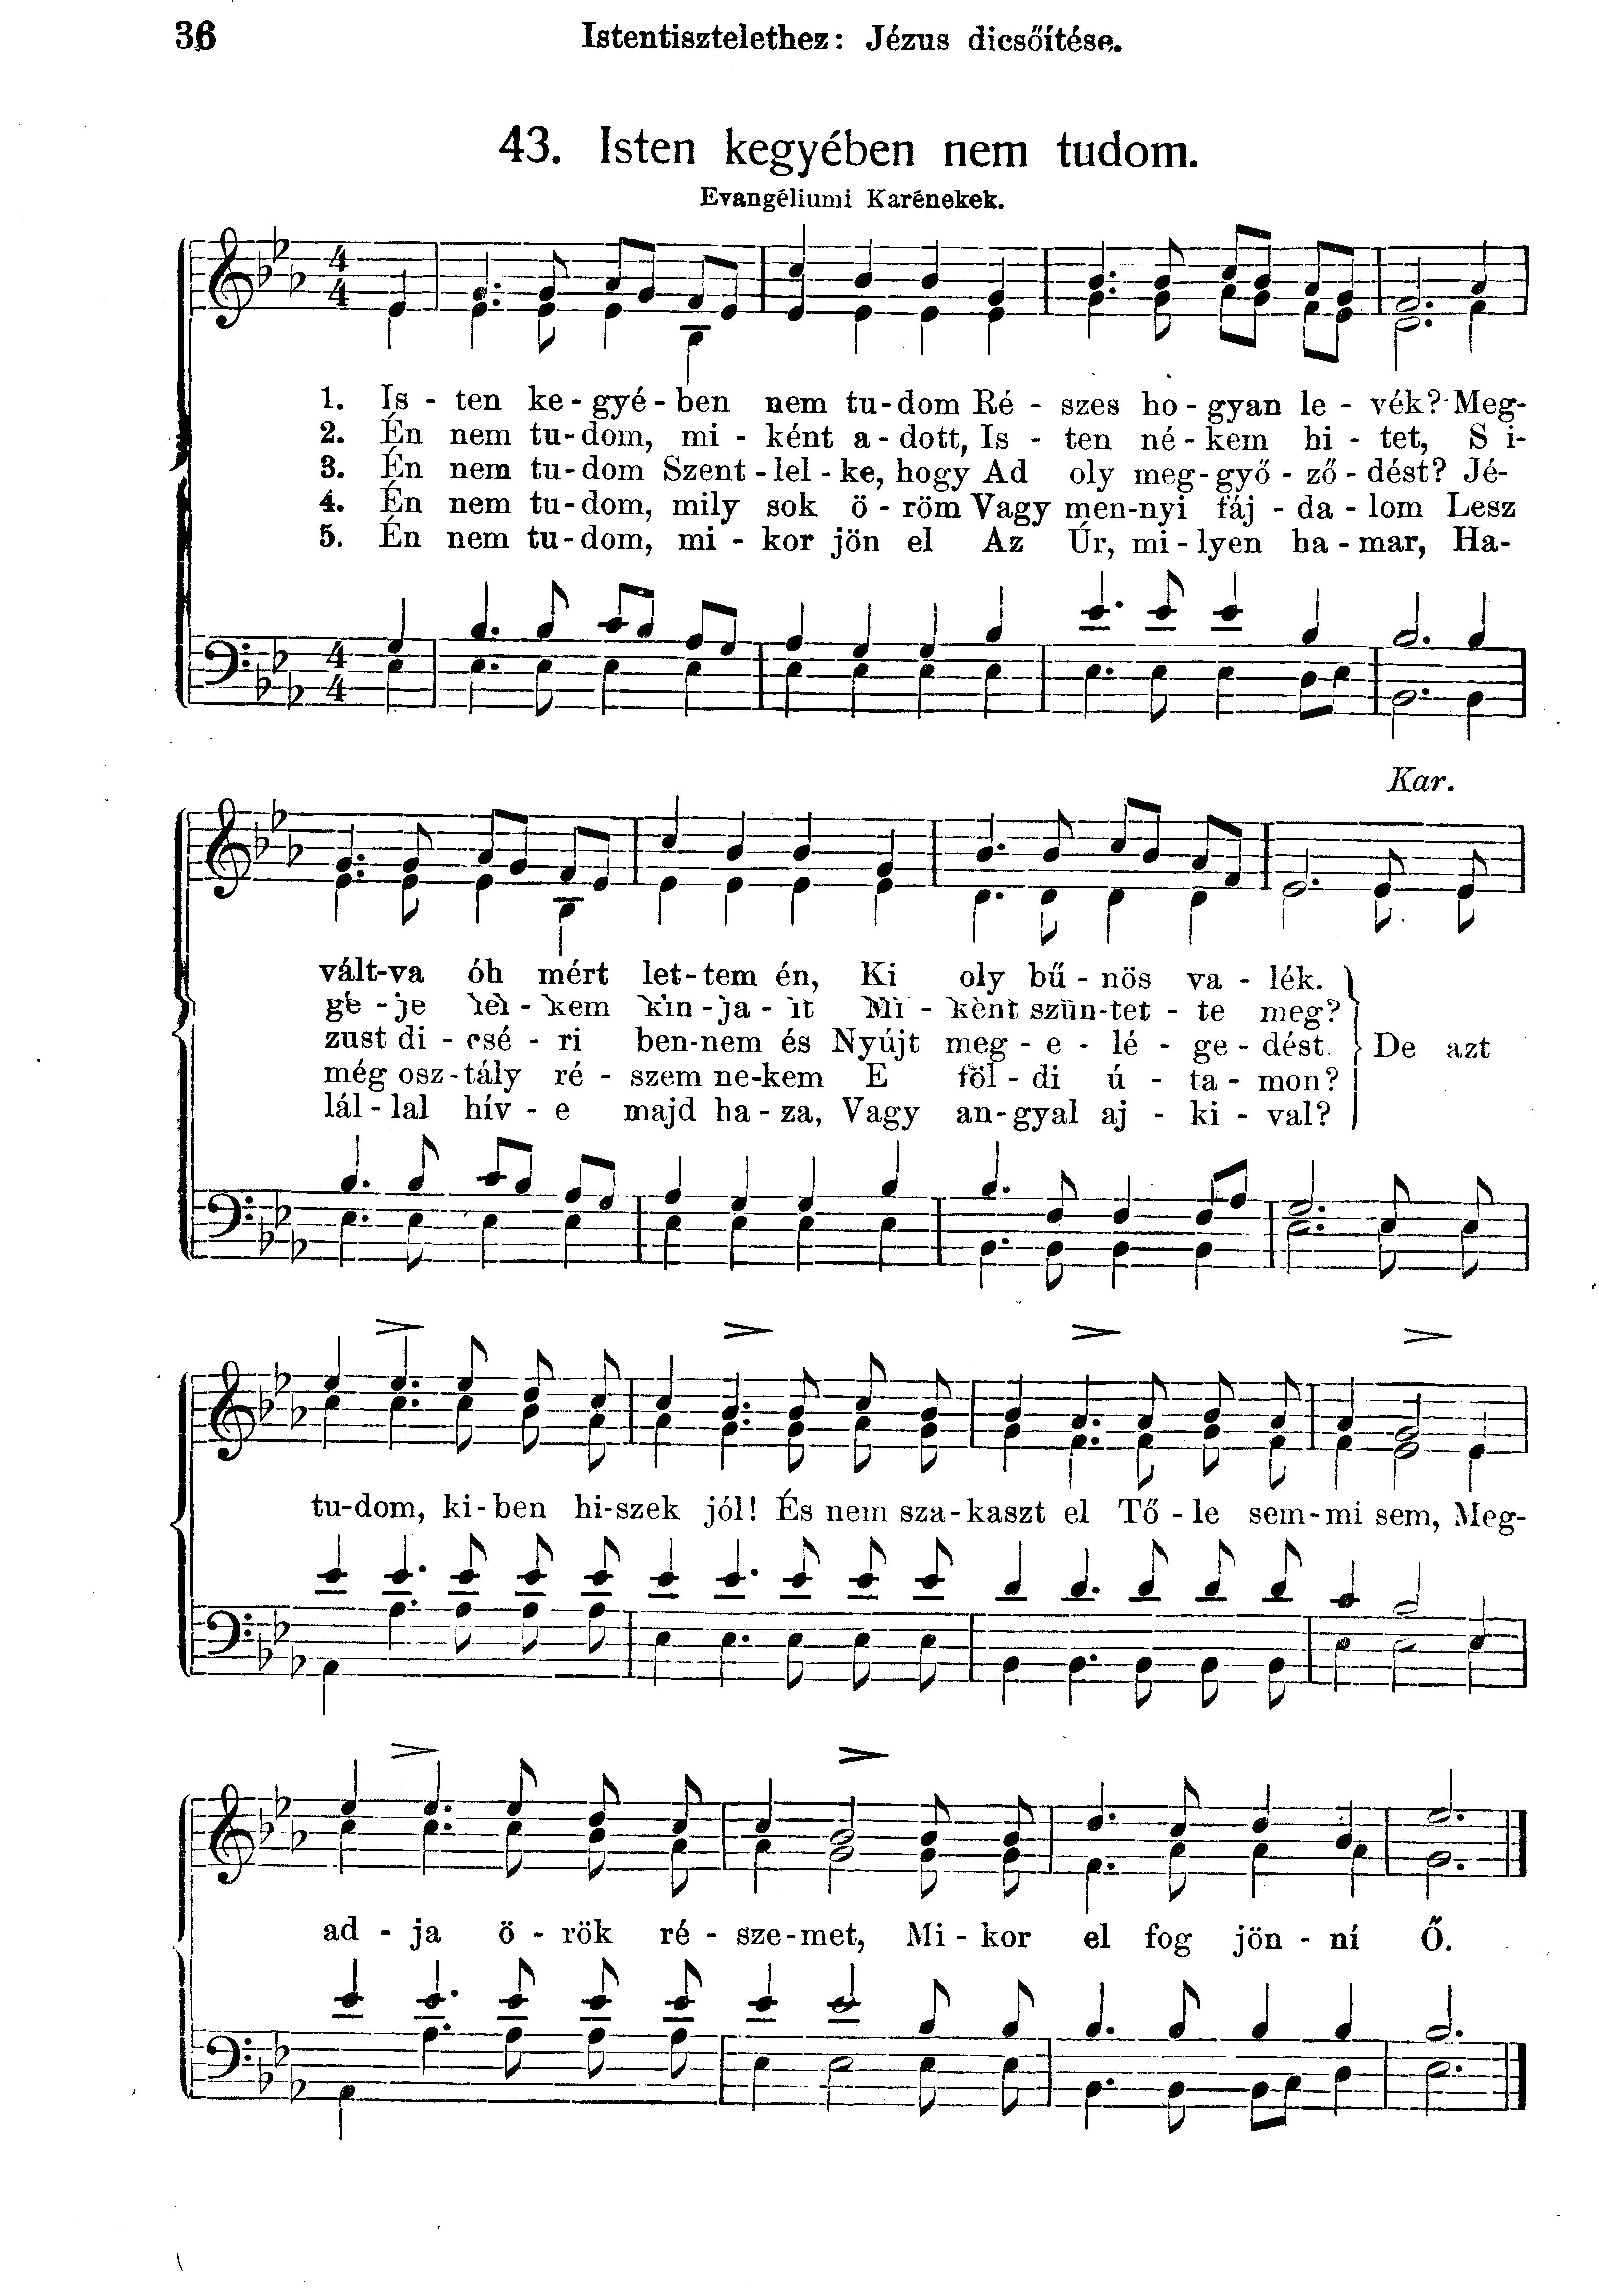 36
Istentisztelethez: Jézus dicsőítése.
43. Isten kegyében nem tudom.
Evangéliumi Karénekek.
4
4
1. Is - ten ke - gyé - ben nem tu - dom Ré - szes ho - gyan le - vék? Meg-
2. Én nem tu - dom, mi - ként a - dott, Is - ten né - kem hi - tet, S i-
3. Én nem tu - dom Szent - lel - ke, hogy Ad oly meg - győ - ző - dést? Jé-
4. Én nem tu - dom, mily sok ö - röm Vagy men-nyi fáj - da - lom Lesz
5. Én nem tu - dom, mi - kor jön el Az Úr, mi - lyen ha - mar, Ha-
4
4
Kar.
vált-va óh mért let - tem én, Ki oly bű - nös va - lék.
gé - je lel - kem kín - ja - it Mi - ként szün-tet - te meg?
zust di - csé - ri ben-nem és Nyújt meg - e - lé - ge - dést. De azt
még osz - tály ré - szem ne-kem E föl - di ú - ta - mon?
lál - lal hív - e majd ha - za, Vagy an-gyal aj - ki - val?
tu-dom, ki - ben hi-szek jól! És nem sza - kaszt el Tő - le sem - mi sem, Meg-
ad - ja ö - rök ré - sze - met, Mi - kor el fog jön - ní Ő.